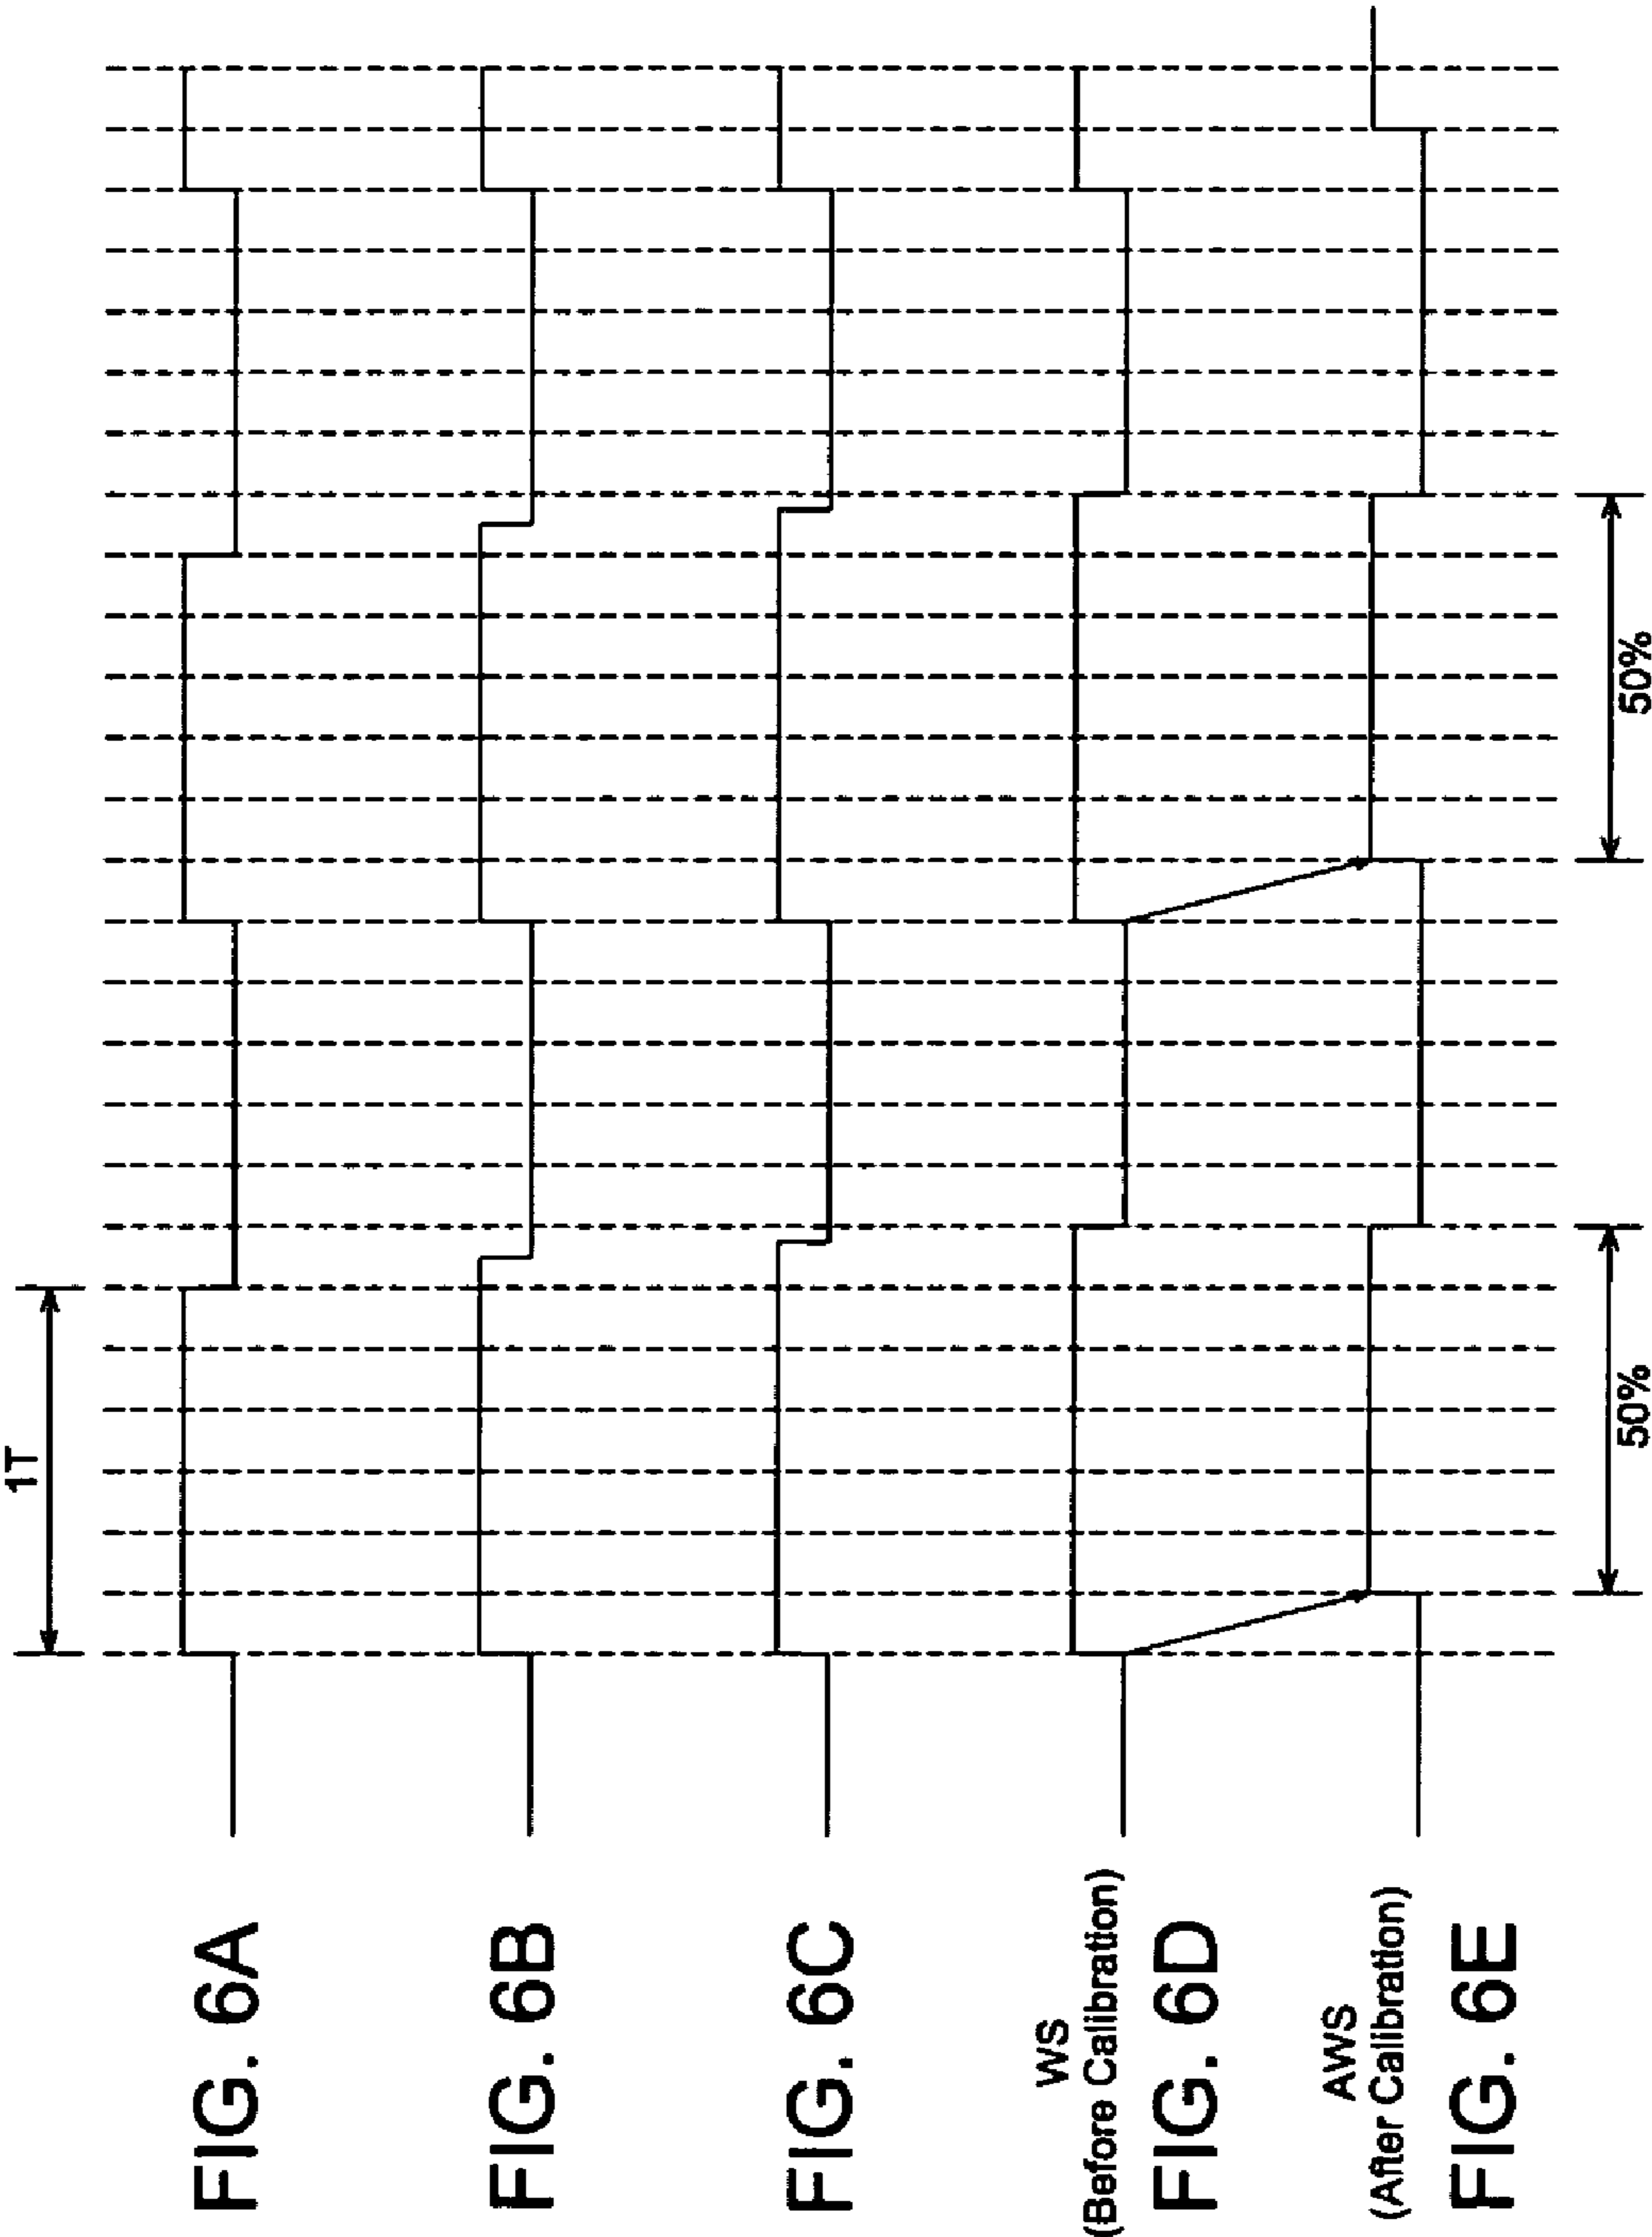 1T
FIG. 6A
FIG. 6B
FIG. 6C
WS
(Before Calibration)
FIG. 6D
AWS
(After Calibration)
FIG. 6E
50%
50%